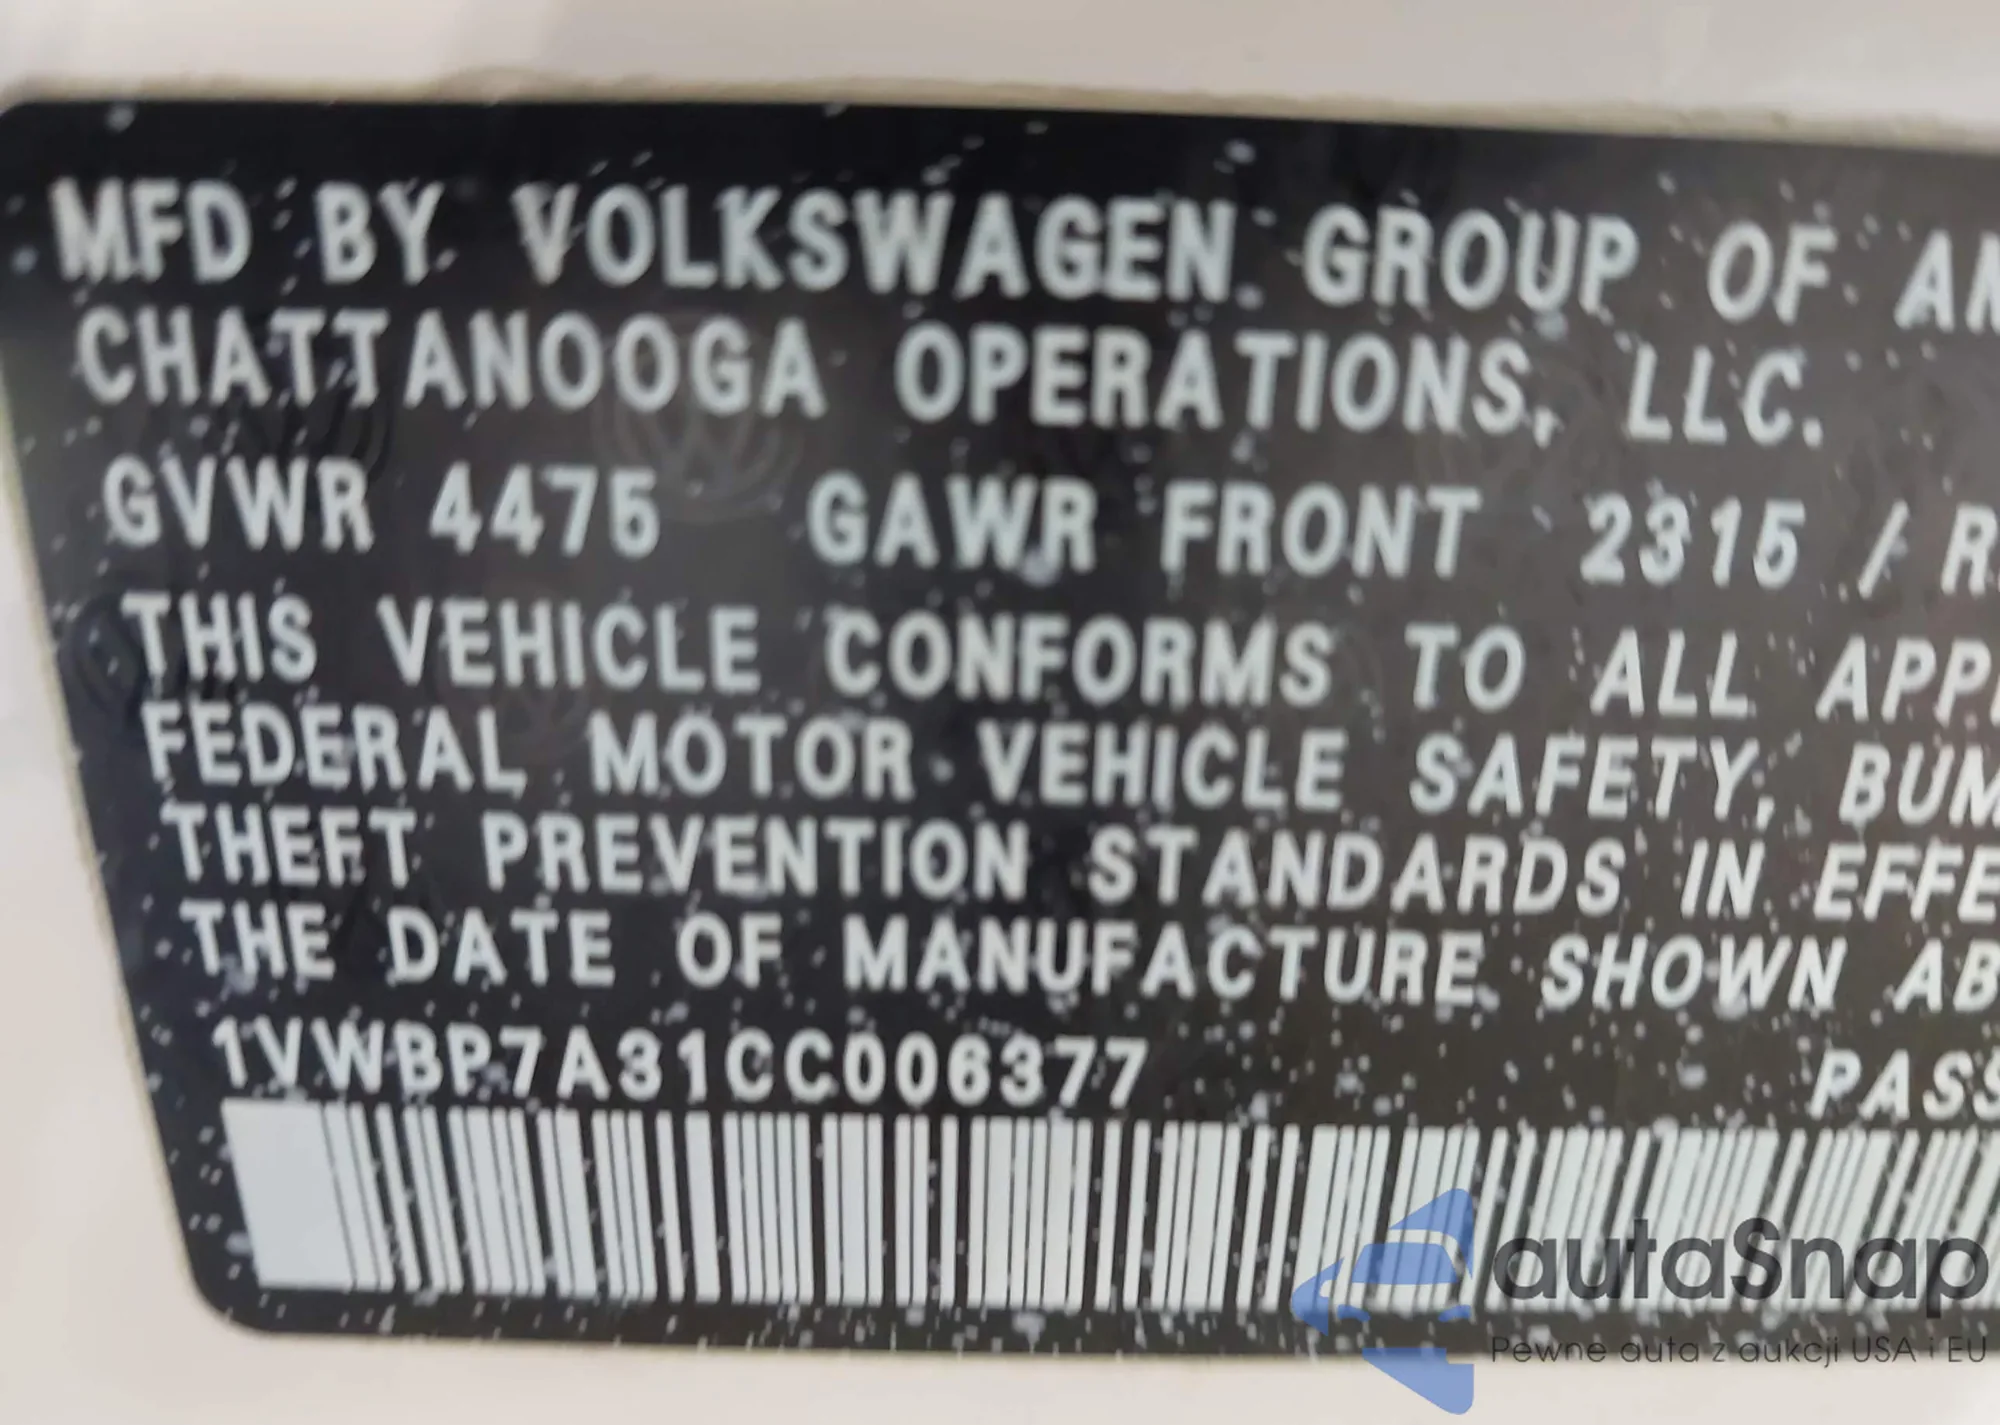 MFD BY VOLKSWAGEN GROUP OF AM
CHATTANOOGA OPERATIONS, LLC.
GVWR 4475 GAWR FRONT 2315 / R
THIS VEHICLE CONFORMS TO ALL APPL
FEDERAL MOTOR VEHICLE SAFETY, BUM
THEFT PREVENTION STANDARDS IN EFFE
THE DATE OF MANUFACTURE SHOWN AB
1VWBP7A31CC006377 PASS
autaSnap
Pewne auta z aukcji USA i EU